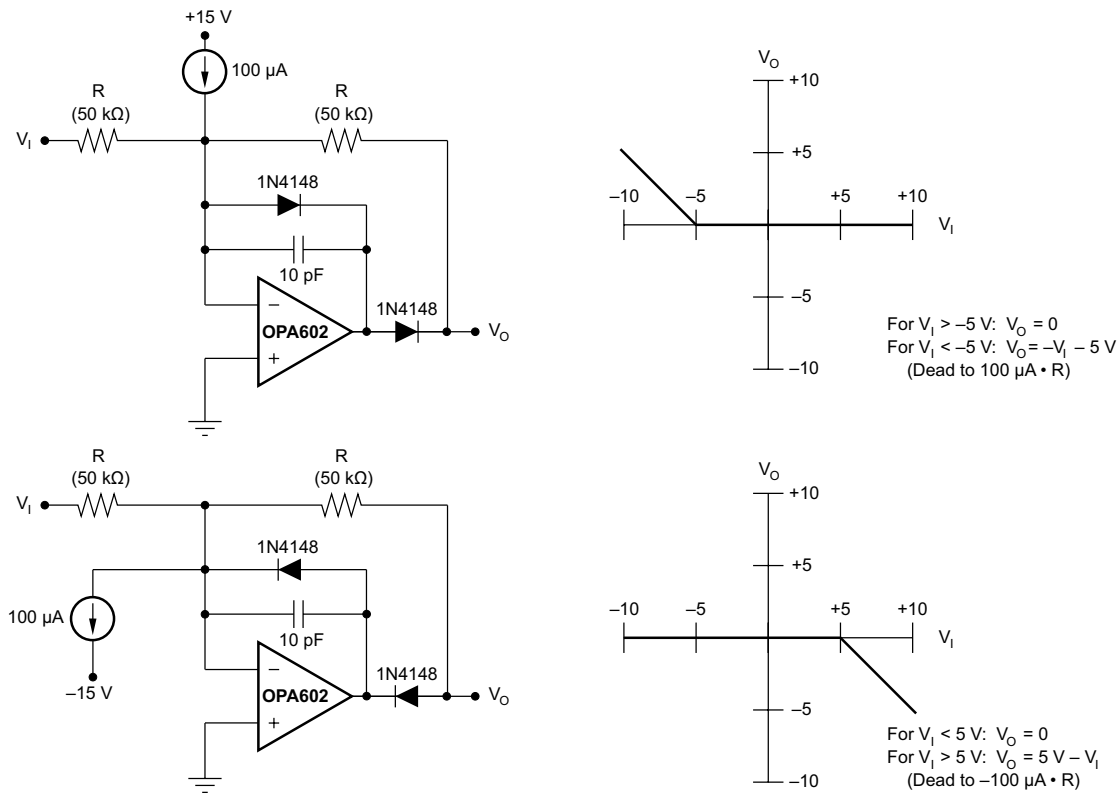 +15 V
100 µA
R
(50 kΩ)
R
(50 kΩ)
V_I
1N4148
10 pF
1N4148
OPA602
–
+
V_O
V_O
+10
+5
–10
–5
+5
+10
V_I
–5
–10
For V_I > –5 V: V_O = 0
For V_I < –5 V: V_O = –V_I – 5 V
(Dead to 100 µA • R)
R
(50 kΩ)
R
(50 kΩ)
V_I
1N4148
100 µA
10 pF
–15 V
1N4148
OPA602
–
+
V_O
V_O
+10
+5
–10
–5
+5
+10
V_I
–5
–10
For V_I < 5 V: V_O = 0
For V_I > 5 V: V_O = 5 V – V_I
(Dead to –100 µA • R)